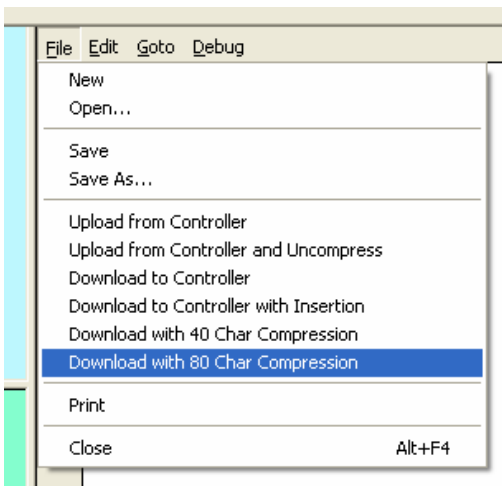 File Edit Goto Debug
New
Open...
Save
Save As...
Upload from Controller
Upload from Controller and Uncompress
Download to Controller
Download to Controller with Insertion
Download with 40 Char Compression
Download with 80 Char Compression
Print
Close Alt+F4